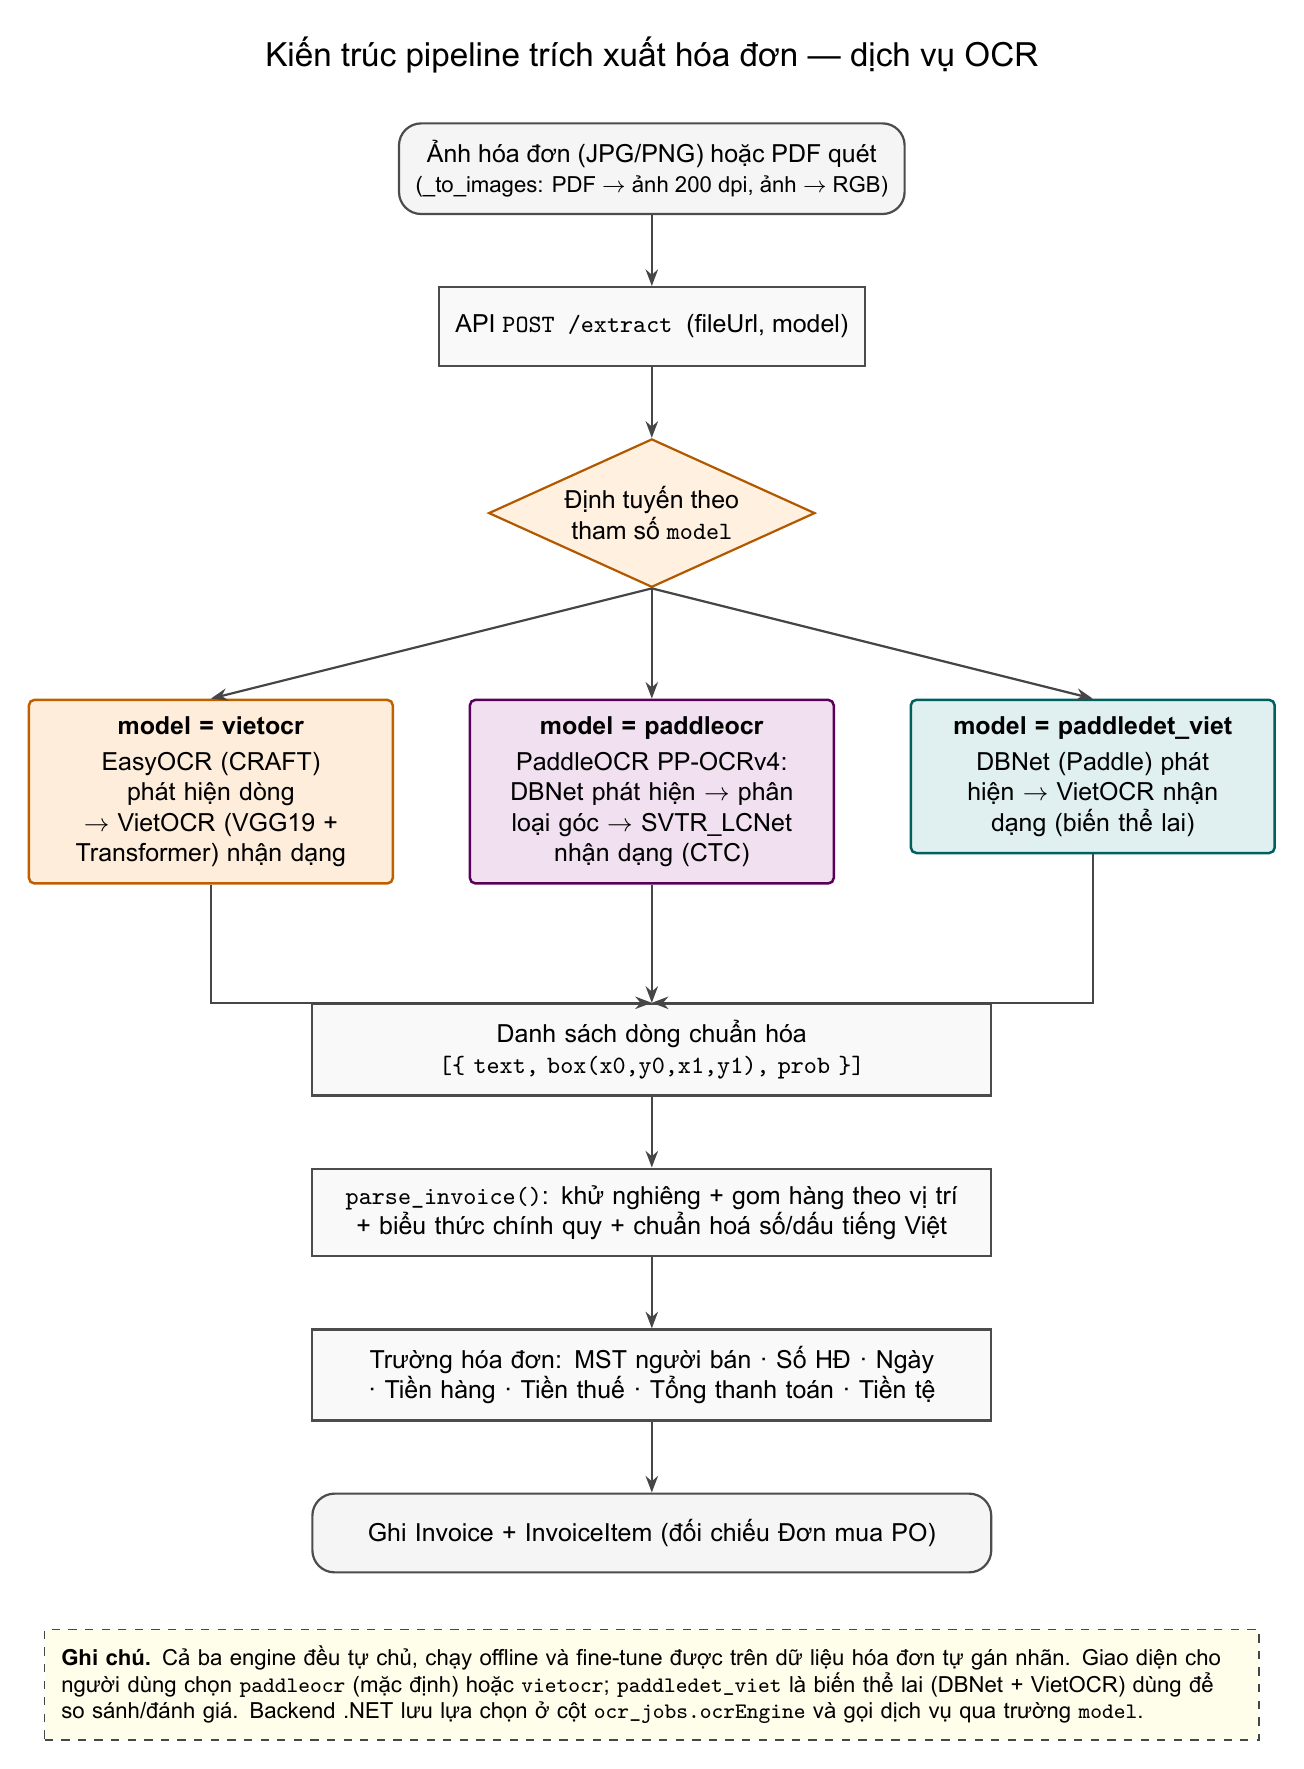 Kiến trúc pipeline trích xuất hóa đơn — dịch vụ OCR
Ảnh hóa đơn (JPG/PNG) hoặc PDF quét
(_to_images: PDF → ảnh 200 dpi, ảnh → RGB)
API POST /extract (fileUrl, model)
Định tuyến theo
tham số model
model = vietocr
EasyOCR (CRAFT)
phát hiện dòng
→ VietOCR (VGG19 +
Transformer) nhận dạng
model = paddleocr
PaddleOCR PP-OCRv4:
DBNet phát hiện → phân
loại góc → SVTR_LCNet
nhận dạng (CTC)
model = paddledet_viet
DBNet (Paddle) phát
hiện → VietOCR nhận
dạng (biến thể lai)
Danh sách dòng chuẩn hóa
[{ text, box(x0,y0,x1,y1), prob }]
parse_invoice(): khử nghiêng + gom hàng theo vị trí
+ biểu thức chính quy + chuẩn hoá số/dấu tiếng Việt
Trường hóa đơn: MST người bán · Số HĐ · Ngày
· Tiền hàng · Tiền thuế · Tổng thanh toán · Tiền tệ
Ghi Invoice + InvoiceItem (đối chiếu Đơn mua PO)
Ghi chú. Cả ba engine đều tự chủ, chạy offline và fine-tune được trên dữ liệu hóa đơn tự gán nhãn. Giao diện cho
người dùng chọn paddleocr (mặc định) hoặc vietocr; paddledet_viet là biến thể lai (DBNet + VietOCR) dùng để
so sánh/đánh giá. Backend .NET lưu lựa chọn ở cột ocr_jobs.ocrEngine và gọi dịch vụ qua trường model.